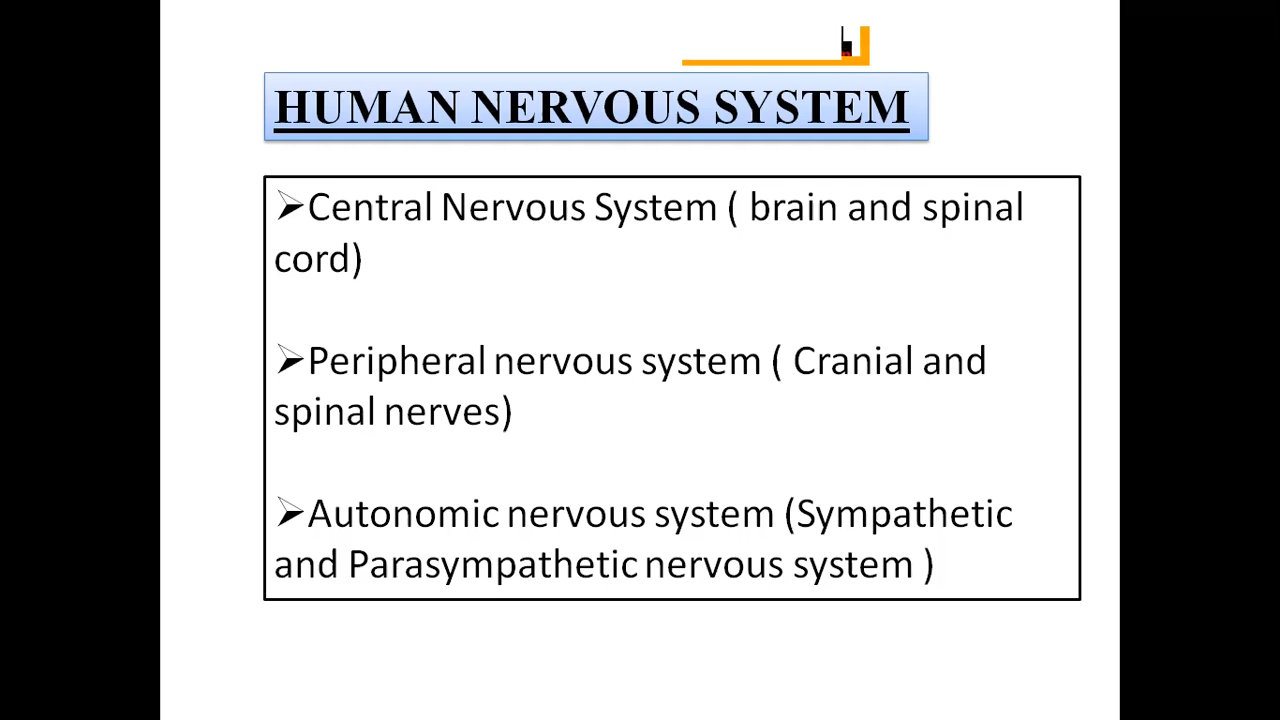 HUMAN NERVOUS SYSTEM
➢Central Nervous System ( brain and spinal
cord)
➢Peripheral nervous system ( Cranial and
spinal nerves)
➢Autonomic nervous system (Sympathetic
and Parasympathetic nervous system )